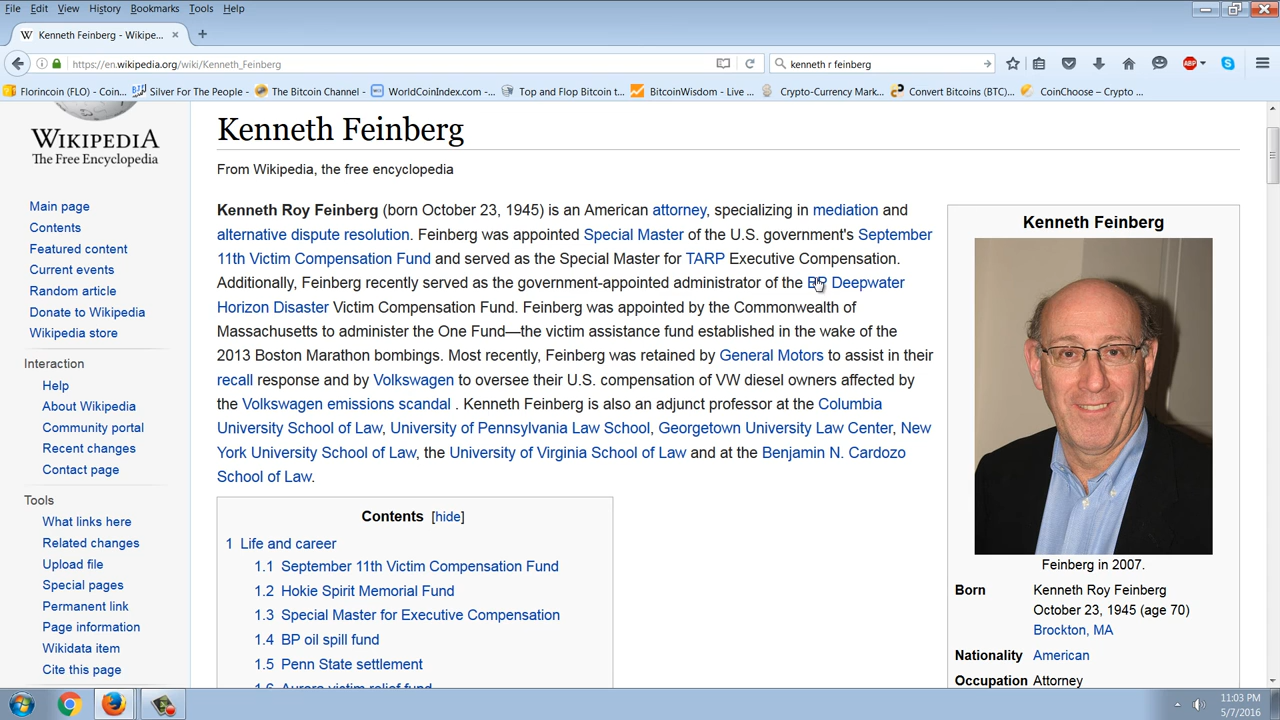 File Edit View History Bookmarks Tools Help
Kenneth Feinberg - Wikipe...
https://en.wikipedia.org/wiki/Kenneth_Feinberg
kenneth r feinberg
ABP
Florincoin (FLO) - Coin...
Silver For The People -
The Bitcoin Channel -
WorldCoinIndex.com -...
Top and Flop Bitcoin t...
BitcoinWisdom - Live ...
Crypto-Currency Mark...
Convert Bitcoins (BTC)...
CoinChoose – Crypto ...
WIKIPEDIA
The Free Encyclopedia
Main page
Contents
Featured content
Current events
Random article
Donate to Wikipedia
Wikipedia store
Interaction
Help
About Wikipedia
Community portal
Recent changes
Contact page
Tools
What links here
Related changes
Upload file
Special pages
Permanent link
Page information
Wikidata item
Cite this page
Kenneth Feinberg
From Wikipedia, the free encyclopedia
Kenneth Roy Feinberg (born October 23, 1945) is an American attorney, specializing in mediation and
alternative dispute resolution. Feinberg was appointed Special Master of the U.S. government's September
11th Victim Compensation Fund and served as the Special Master for TARP Executive Compensation.
Additionally, Feinberg recently served as the government-appointed administrator of the BP Deepwater
Horizon Disaster Victim Compensation Fund. Feinberg was appointed by the Commonwealth of
Massachusetts to administer the One Fund—the victim assistance fund established in the wake of the
2013 Boston Marathon bombings. Most recently, Feinberg was retained by General Motors to assist in their
recall response and by Volkswagen to oversee their U.S. compensation of VW diesel owners affected by
the Volkswagen emissions scandal . Kenneth Feinberg is also an adjunct professor at the Columbia
University School of Law, University of Pennsylvania Law School, Georgetown University Law Center, New
York University School of Law, the University of Virginia School of Law and at the Benjamin N. Cardozo
School of Law.
Contents [hide]
1 Life and career
1.1 September 11th Victim Compensation Fund
1.2 Hokie Spirit Memorial Fund
1.3 Special Master for Executive Compensation
1.4 BP oil spill fund
1.5 Penn State settlement
1.6 Aurora victim relief fund
Kenneth Feinberg
Feinberg in 2007.
Born Kenneth Roy Feinberg
October 23, 1945 (age 70)
Brockton, MA
Nationality American
Occupation Attorney
11:03 PM
5/7/2016